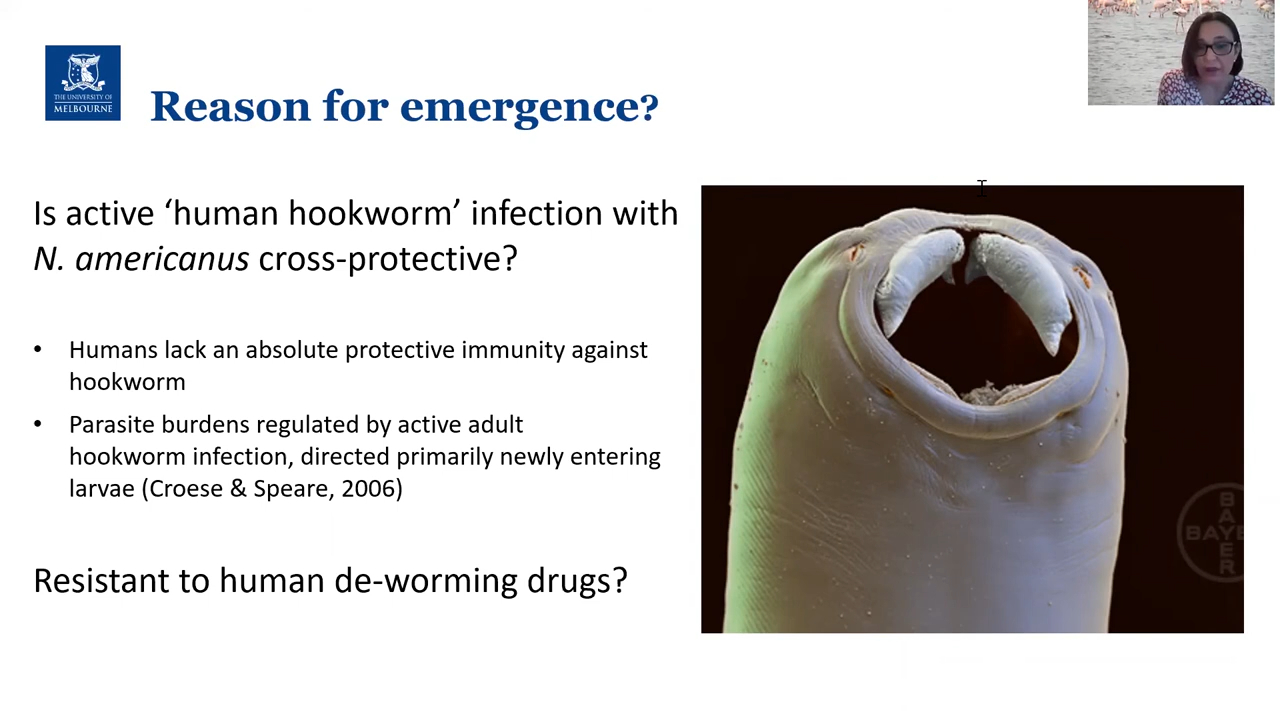 THE UNIVERSITY OF
MELBOURNE
Reason for emergence?
Is active ‘human hookworm’ infection with
N. americanus cross-protective?
• Humans lack an absolute protective immunity against
hookworm
• Parasite burdens regulated by active adult
hookworm infection, directed primarily newly entering
larvae (Croese & Speare, 2006)
Resistant to human de-worming drugs?
BAYER
BAYER